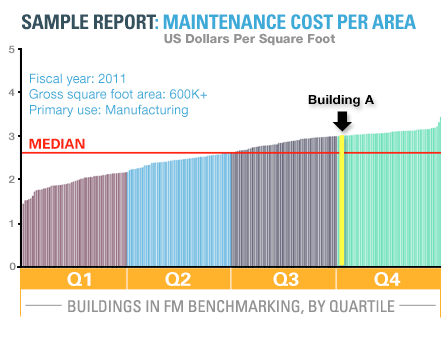 SAMPLE REPORT: MAINTENANCE COST PER AREA
US Dollars Per Square Foot
5
Fiscal year: 2011
Gross square foot area: 600K+
Primary use: Manufacturing
Building A
4
3
MEDIAN
2
1
0
Q1 Q2 Q3 Q4
BUILDINGS IN FM BENCHMARKING, BY QUARTILE